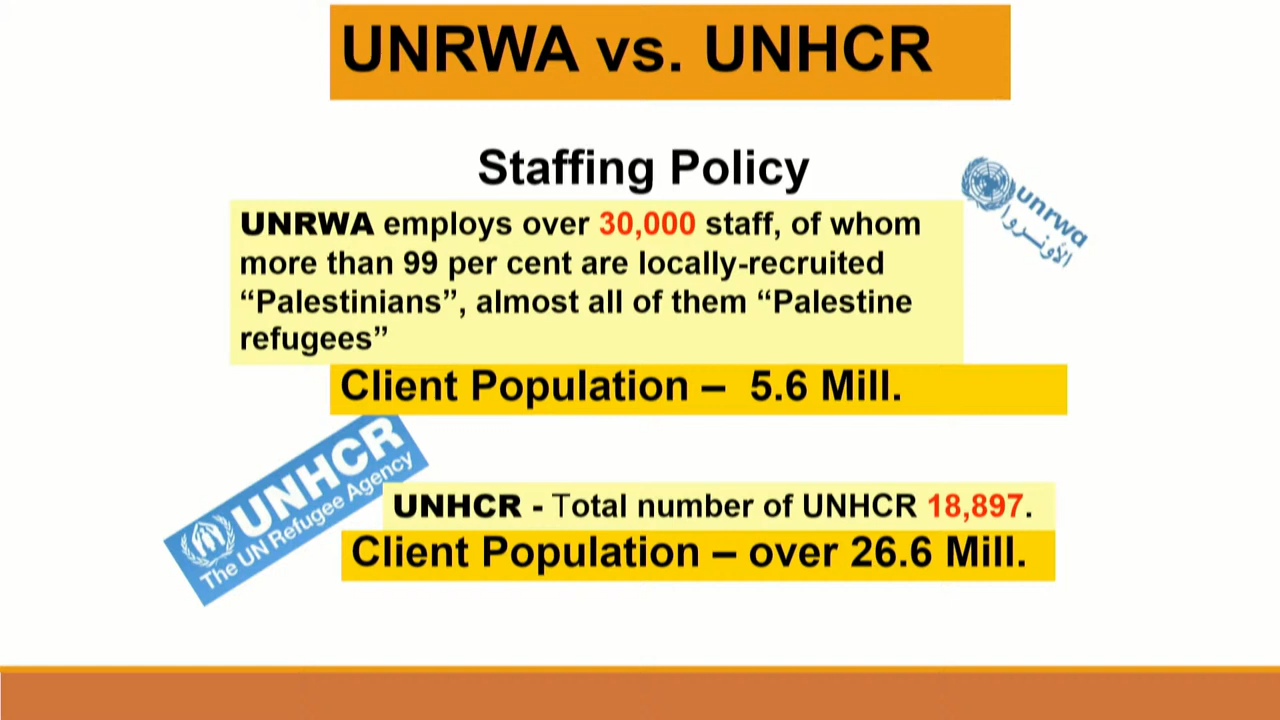 UNRWA vs. UNHCR
Staffing Policy
unrwa
الأونروا
UNRWA employs over 30,000 staff, of whom
more than 99 per cent are locally-recruited
“Palestinians”, almost all of them “Palestine
refugees”
Client Population – 5.6 Mill.
UNHCR
The UN Refugee Agency
UNHCR - Total number of UNHCR 18,897.
Client Population – over 26.6 Mill.